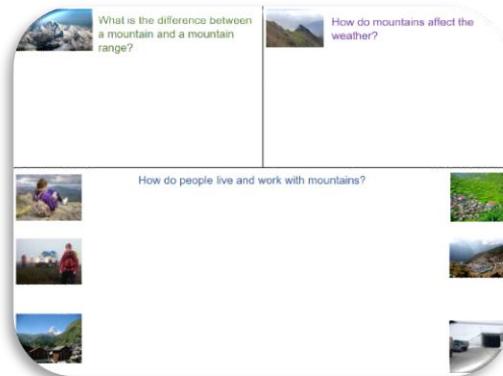 What is the difference between
a mountain and a mountain
range?
How do mountains affect the
weather?
How do people live and work with mountains?